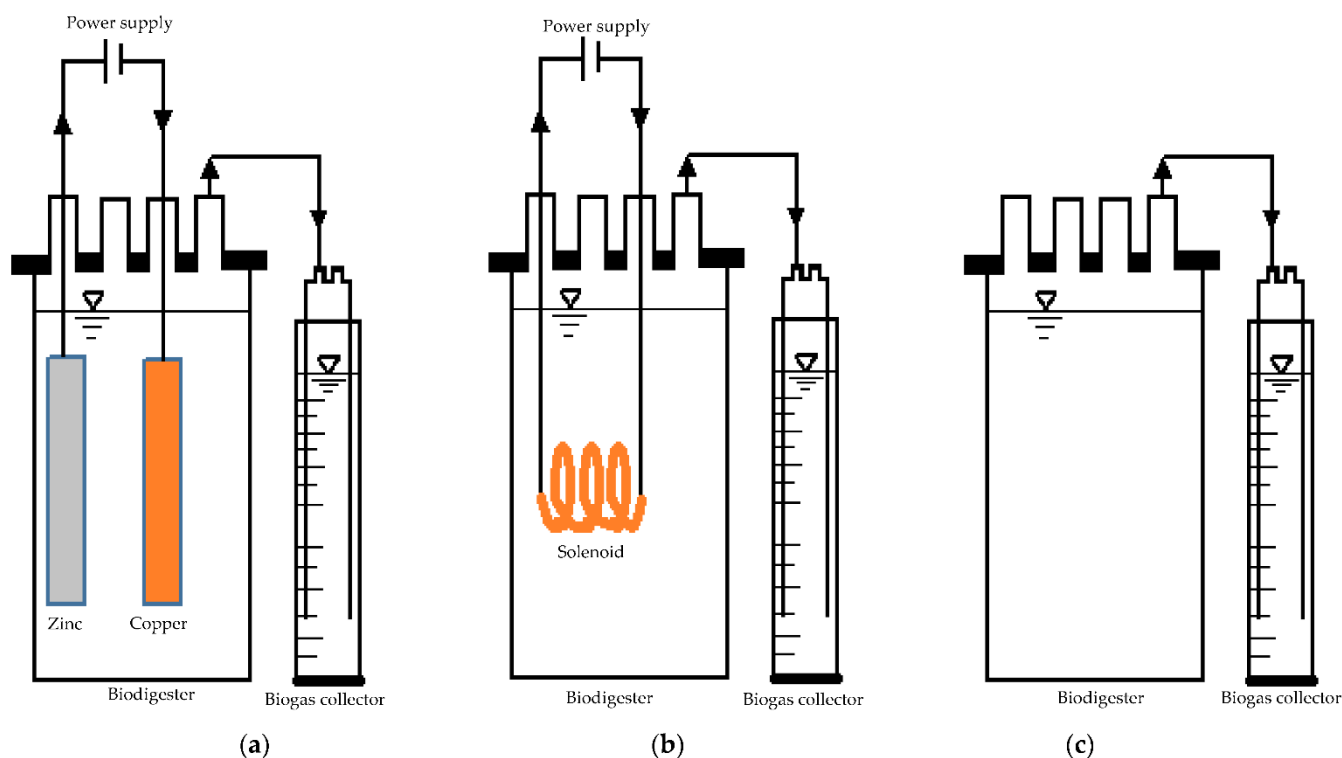 Power supply
Zinc
Copper
Biodigester
Biogas collector
(a)
Power supply
Solenoid
Biodigester
Biogas collector
(b)
Biodigester
Biogas collector
(c)